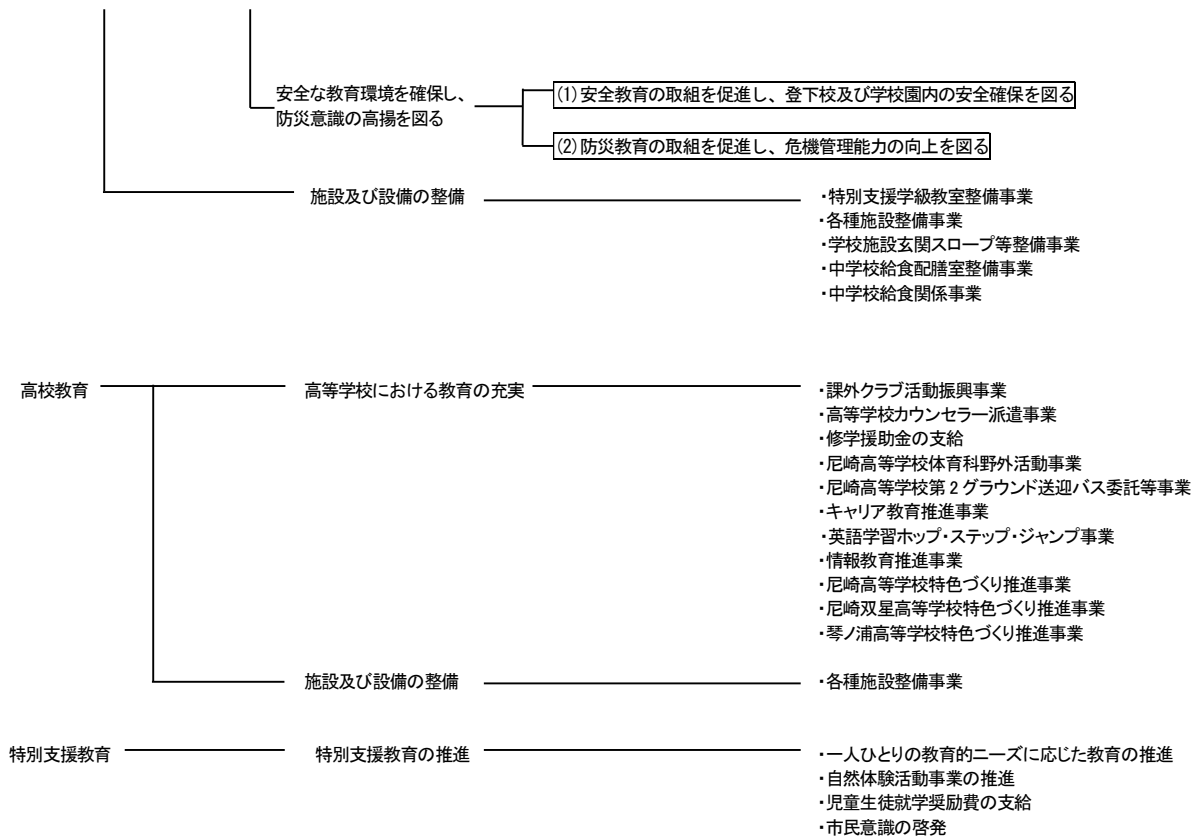 安全な教育環境を確保し、
防災意識の高揚を図る
(1)安全教育の取組を促進し、登下校及び学校園内の安全確保を図る
(2)防災教育の取組を促進し、危機管理能力の向上を図る
施設及び設備の整備
・特別支援学級教室整備事業
・各種施設整備事業
・学校施設玄関スロープ等整備事業
・中学校給食配膳室整備事業
・中学校給食関係事業
高校教育
高等学校における教育の充実
・課外クラブ活動振興事業
・高等学校カウンセラー派遣事業
・修学援助金の支給
・尼崎高等学校体育科野外活動事業
・尼崎高等学校第2グラウンド送迎バス委託等事業
・キャリア教育推進事業
・英語学習ホップ・ステップ・ジャンプ事業
・情報教育推進事業
・尼崎高等学校特色づくり推進事業
・尼崎双星高等学校特色づくり推進事業
・琴ノ浦高等学校特色づくり推進事業
施設及び設備の整備
・各種施設整備事業
特別支援教育
特別支援教育の推進
・一人ひとりの教育的ニーズに応じた教育の推進
・自然体験活動事業の推進
・児童生徒就学奨励費の支給
・市民意識の啓発